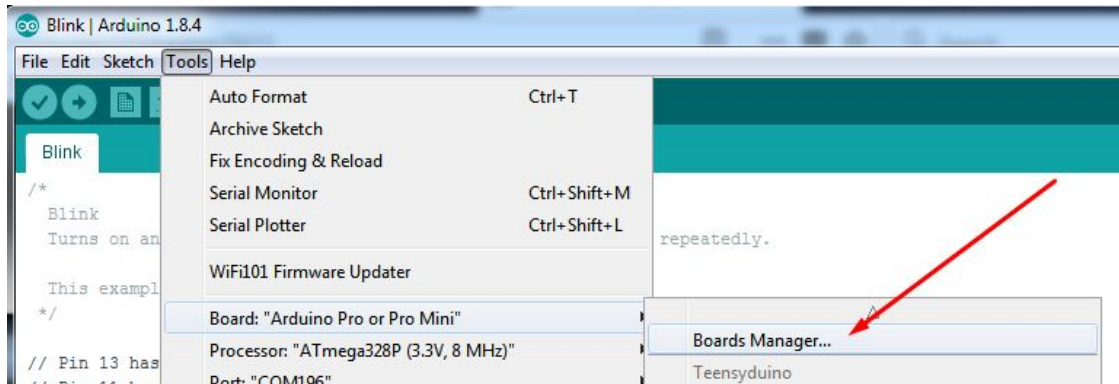 Blink | Arduino 1.8.4
File Edit Sketch Tools Help
Auto Format Ctrl+T
Archive Sketch
Fix Encoding & Reload
Serial Monitor Ctrl+Shift+M
Serial Plotter Ctrl+Shift+L
WiFi101 Firmware Updater
Board: "Arduino Pro or Pro Mini"
Processor: "ATmega328P (3.3V, 8 MHz)"
Port: "COM196"
Boards Manager...
Teensyduino
Blink
/*
Blink
Turns on an
repeatedly.
This exampl
*/
// Pin 13 has